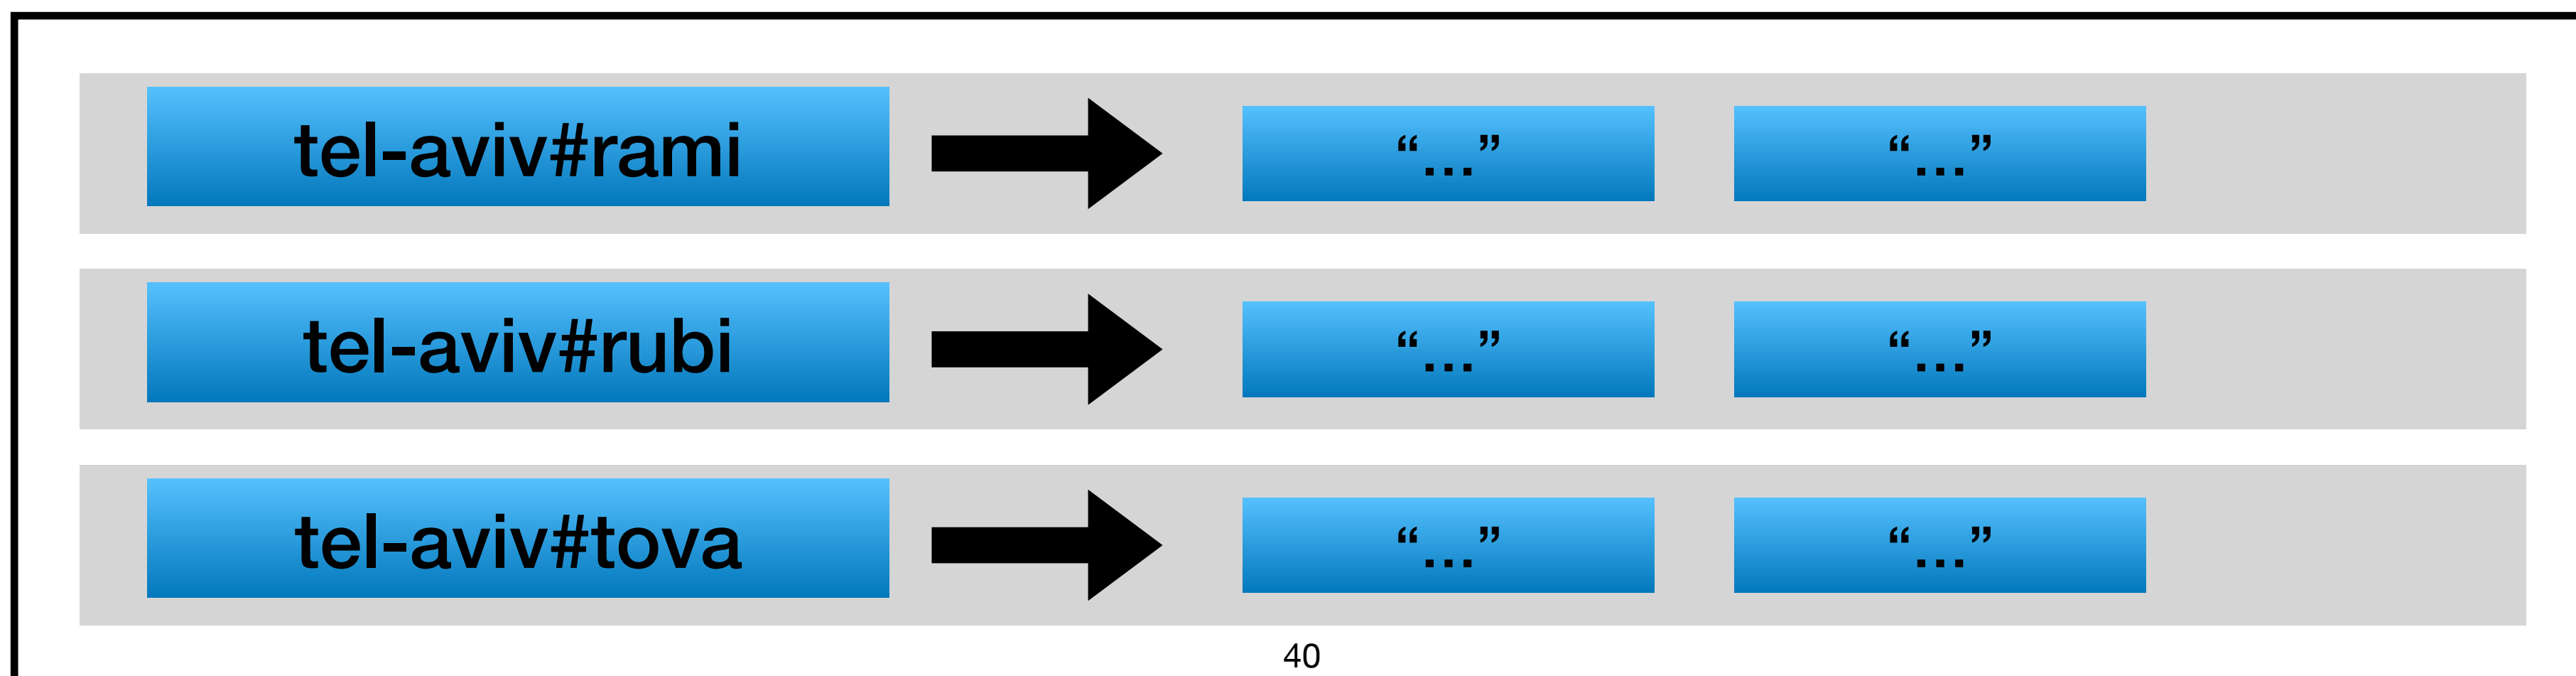 tel-aviv#rami “...” “...”
tel-aviv#rubi “...” “...”
tel-aviv#tova “...” “...”
40